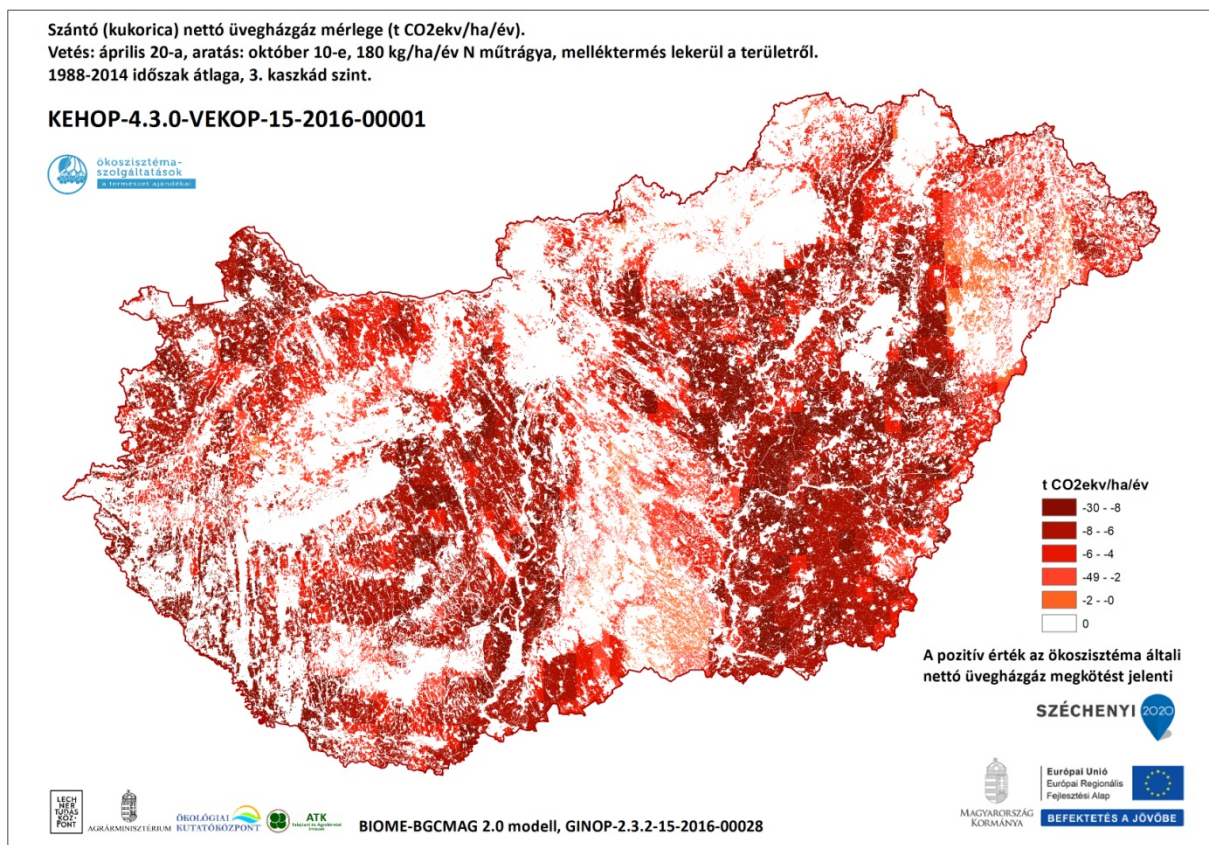 Szántó (kukorica) nettó üvegházgáz mérlege (t CO2ekv/ha/év).
Vetés: április 20-a, aratás: október 10-e, 180 kg/ha/év N műtrágya, melléktermés lekerül a területről.
1988-2014 időszak átlaga, 3. kaszkád szint.
KEHOP-4.3.0-VEKOP-15-2016-00001
ökoszisztéma-
szolgáltatások
a természet ajándékai
t CO2ekv/ha/év
-30 - -8
-8 - -6
-6 - -4
-49 - -2
-2 - -0
0
A pozitív érték az ökoszisztéma általi
nettó üvegházgáz megkötést jelenti
SZÉCHENYI 2020
LECH
NER
TUDÁS
KÖZ
PONT
AGRÁRMINISZTÉRIUM
ÖKOLÓGIAI
KUTATÓKÖZPONT
ATK
BIOME-BGCMAG 2.0 modell, GINOP-2.3.2-15-2016-00028
MAGYARORSZÁG
KORMÁNYA
Európai Unió
Európai Regionális
Fejlesztési Alap
BEFEKTETÉS A JÖVŐBE